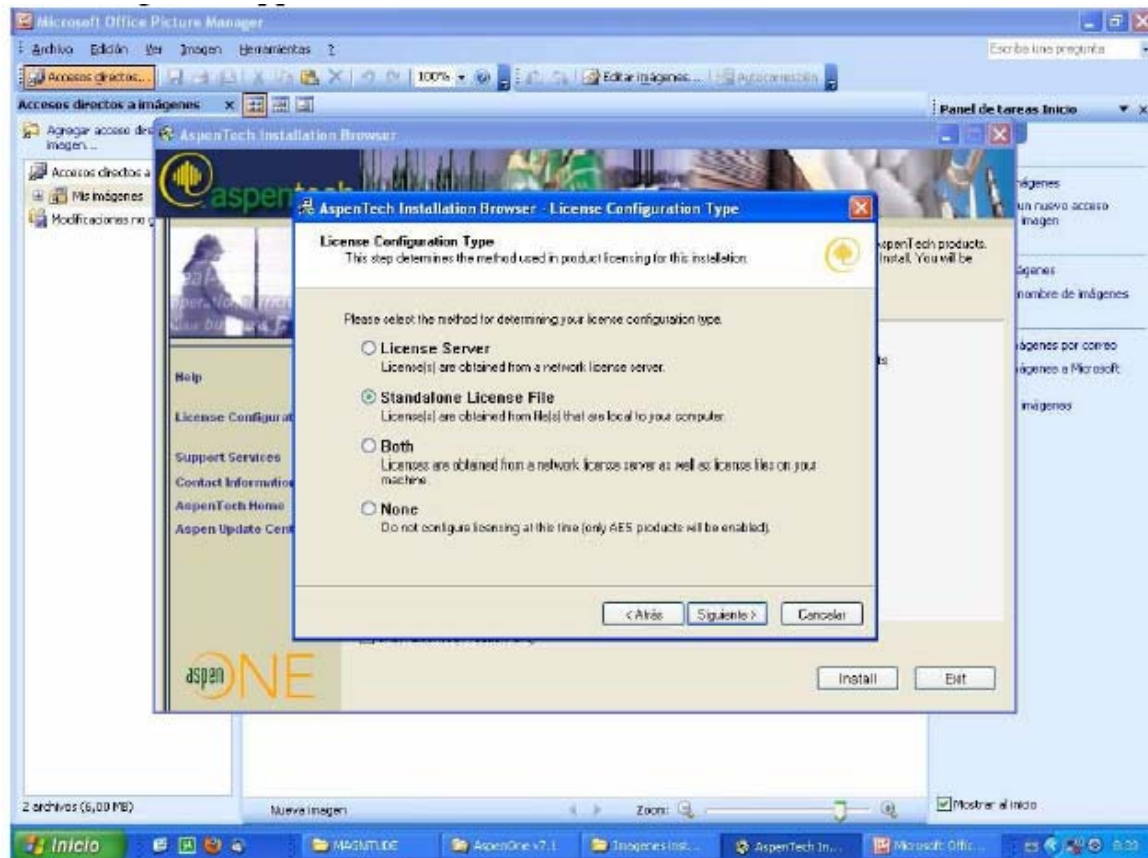 Microsoft Office Picture Manager
Archivo Edición Ver Imagen Herramientas ?
Escriba una pregunta
Accesos directos...
100%
Editar imágenes...
Autocorrección
Accesos directos a imágenes
Panel de tareas Inicio
Agregar acceso
imagen...
Accesos directos a
Mis imágenes
Modificaciones no g
AspenTech Installation Browser
aspentech
AspenTech Installation Browser - License Configuration Type
License Configuration Type
This step determines the method used in product licensing for this installation.
Please select the method for determining your license configuration type.
License Server
License(s) are obtained from a network license server.
Standalone License File
License(s) are obtained from file(s) that are local to your computer.
Both
Licenses are obtained from a network license server as well as license files on your
machine.
None
Do not configure licensing at this time (only AES products will be enabled).
< Atrás
Siguiente >
Cancelar
Help
License Configurat
Support Services
Contact Information
AspenTech Home
Aspen Update Cent
aspenONE
Install
Exit
spenTech products.
Install. You will be
ts
ágenes
un nuevo acceso
imagen
ágenes
nombre de imágenes
ágenes por correo
ágenes a Microsoft
imágenes
2 archivos (6,00 MB)
Nueva imagen
Zoom:
Mostrar al inicio
Inicio
MAGNITUDE
AspenOne v7.1
Imagenes inst...
AspenTech In...
Microsoft Offic...